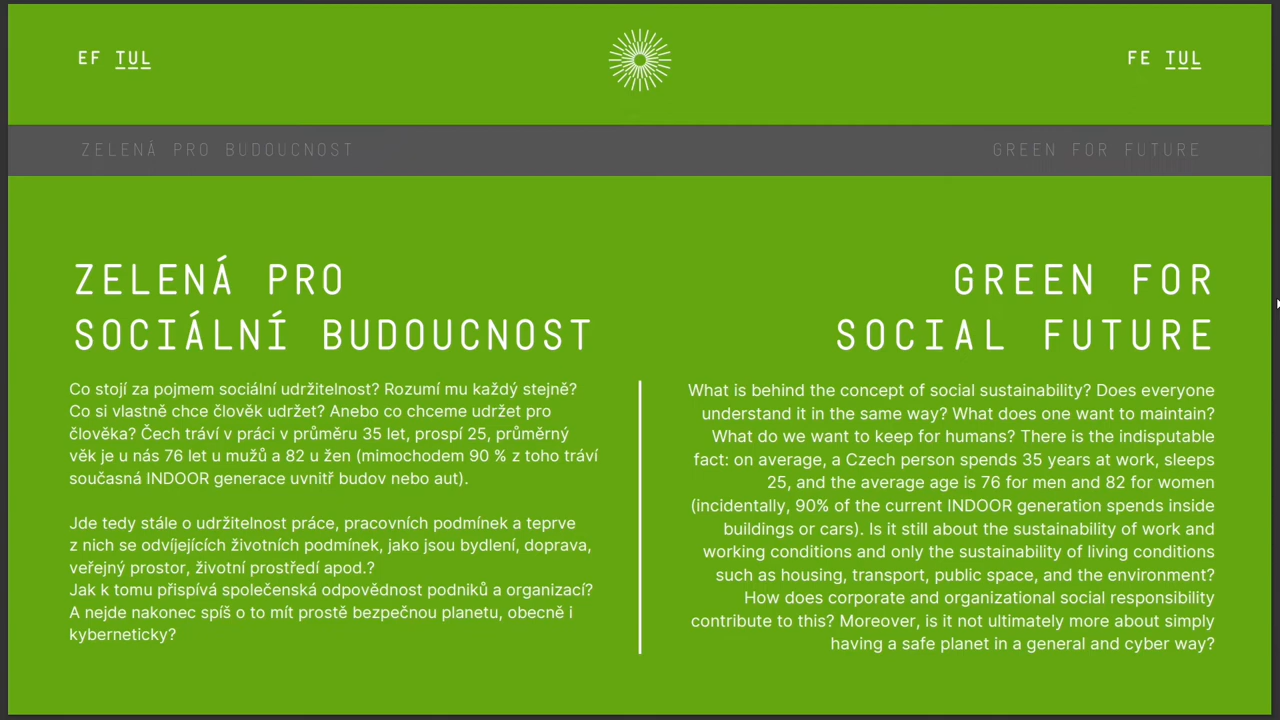 EF TUL
FE TUL
ZELENÁ PRO BUDOUCNOST
GREEN FOR FUTURE
ZELENÁ PRO
SOCIÁLNÍ BUDOUCNOST
Co stojí za pojmem sociální udržitelnost? Rozumí mu každý stejně?
Co si vlastně chce člověk udržet? Anebo co chceme udržet pro
člověka? Čech tráví v práci v průměru 35 let, prospí 25, průměrný
věk je u nás 76 let u mužů a 82 u žen (mimochodem 90 % z toho tráví
současná INDOOR generace uvnitř budov nebo aut).
Jde tedy stále o udržitelnost práce, pracovních podmínek a teprve
z nich se odvíjejících životních podmínek, jako jsou bydlení, doprava,
veřejný prostor, životní prostředí apod.?
Jak k tomu přispívá společenská odpovědnost podniků a organizací?
A nejde nakonec spíš o to mít prostě bezpečnou planetu, obecně i
kyberneticky?
GREEN FOR
SOCIAL FUTURE
What is behind the concept of social sustainability? Does everyone
understand it in the same way? What does one want to maintain?
What do we want to keep for humans? There is the indisputable
fact: on average, a Czech person spends 35 years at work, sleeps
25, and the average age is 76 for men and 82 for women
(incidentally, 90% of the current INDOOR generation spends inside
buildings or cars). Is it still about the sustainability of work and
working conditions and only the sustainability of living conditions
such as housing, transport, public space, and the environment?
How does corporate and organizational social responsibility
contribute to this? Moreover, is it not ultimately more about simply
having a safe planet in a general and cyber way?